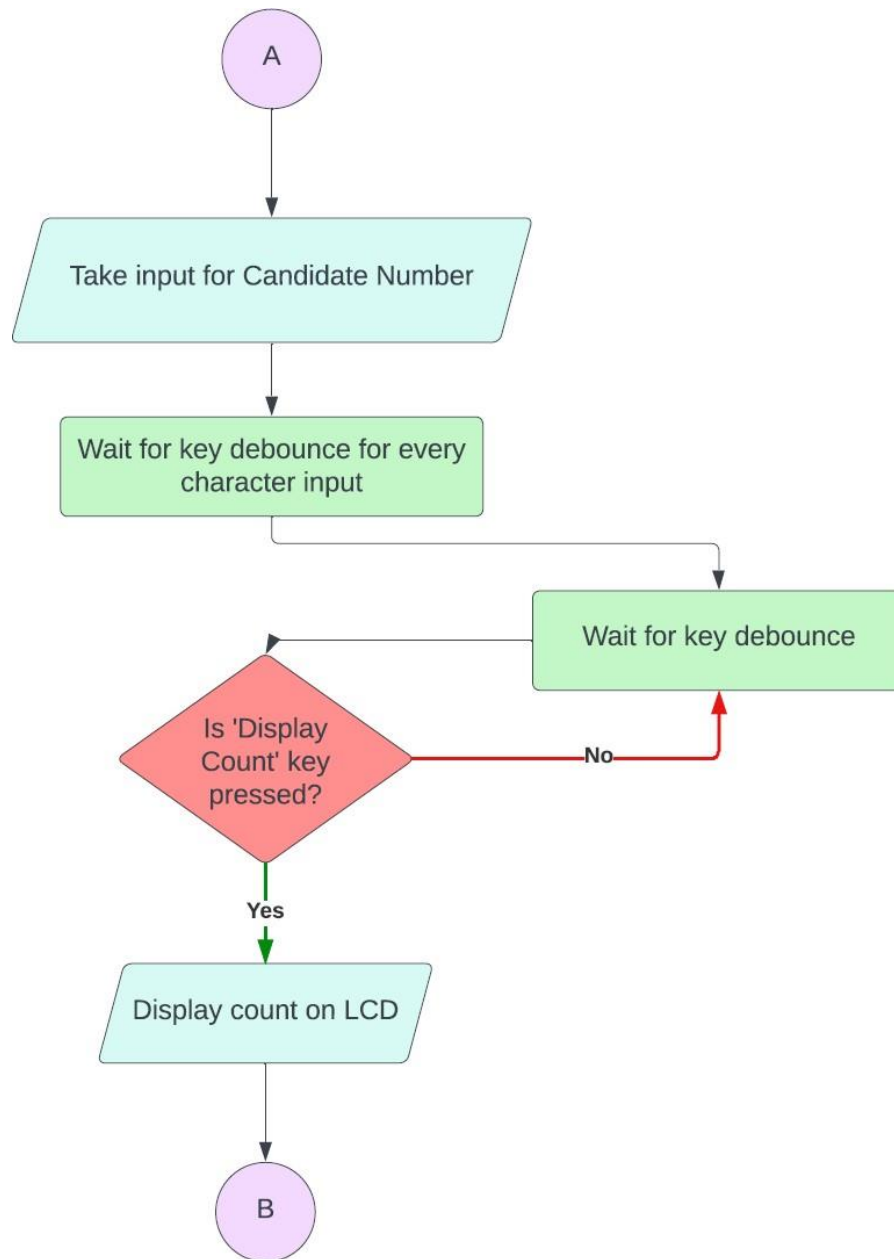 A
Take input for Candidate Number
Wait for key debounce for every
character input
Wait for key debounce
Is 'Display
Count' key
pressed?
No
Yes
Display count on LCD
B